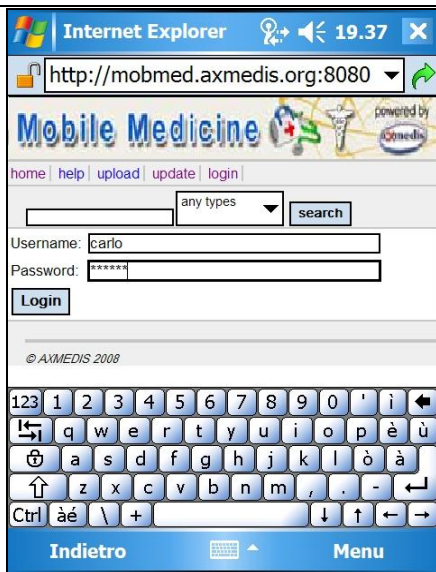 Internet Explorer 19.37
http://mobmed.axmedis.org:8080
Mobile Medicine powered by axmedis
home | help | upload | update | login |
any types search
Username: carlo
Password: ******
Login
© AXMEDIS 2008
123 1 2 3 4 5 6 7 8 9 0 ' ì
q w e r t y u i o p è ù
a s d f g h j k l ò à
z x c v b n m , . -
Ctrl àé \ +
Indietro Menu